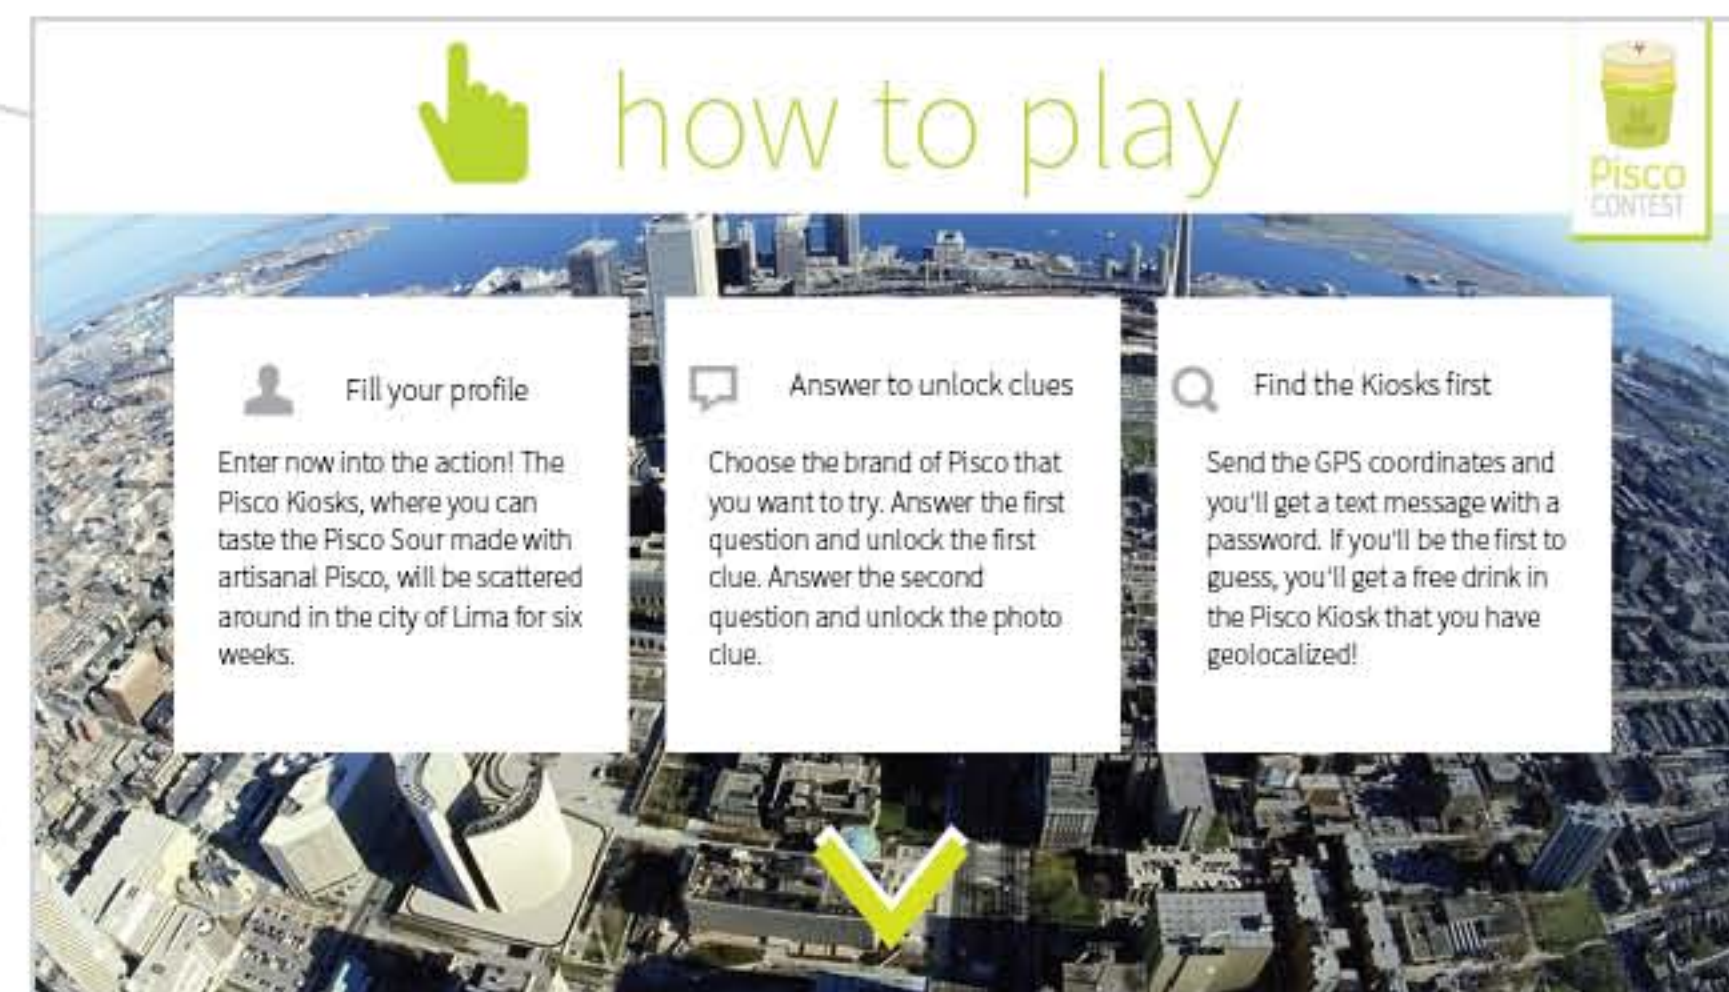 how to play
Pisco
CONTEST
Fill your profile
Enter now into the action! The
Pisco Kiosks, where you can
taste the Pisco Sour made with
artisanal Pisco, will be scattered
around in the city of Lima for six
weeks.
Answer to unlock clues
Choose the brand of Pisco that
you want to try. Answer the first
question and unlock the first
clue. Answer the second
question and unlock the photo
clue.
Find the Kiosks first
Send the GPS coordinates and
you'll get a text message with a
password. If you'll be the first to
guess, you'll get a free drink in
the Pisco Kiosk that you have
geolocalized!